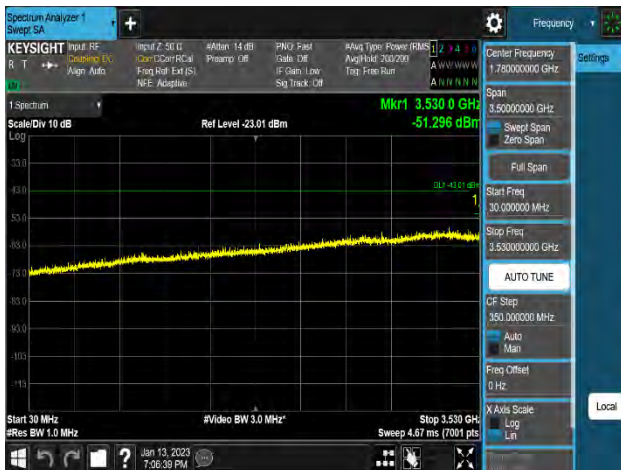 Spectrum Analyzer 1
Swept SA
+
Frequency
KEYSIGHT
R T
Input: RF
Coupling: DC
Align: Auto
Input Z: 50 Ω
Corr CCorr RCal
Freq Ref: Ext (S)
NFE: Adaptive
#Atten: 14 dB
Preamp: Off
PNO: Fast
Gate: Off
IF Gain: Low
Sig Track: Off
#Avg Type: Power (RMS
Avg|Hold: 200/200
Trig: Free Run
1 2 3 4 5 6
A W W W W W
A N N N N N
1 Spectrum
Scale/Div 10 dB
Log
Ref Level -23.01 dBm
Mkr1 3.530 0 GHz
-51.296 dBm
-33.0
-43.0
-53.0
-63.0
-73.0
-83.0
-93.0
-103
-113
DL1 -43.01 dBm
1
Start 30 MHz
#Res BW 1.0 MHz
#Video BW 3.0 MHz*
Stop 3.530 GHz
Sweep 4.67 ms (7001 pts
?
Jan 13, 2023
7:06:39 PM
Center Frequency
1.780000000 GHz
Span
3.50000000 GHz
Swept Span
Zero Span
Full Span
Start Freq
30.000000 MHz
Stop Freq
3.530000000 GHz
AUTO TUNE
CF Step
350.000000 MHz
Auto
Man
Freq Offset
0 Hz
X Axis Scale
Log
Lin
Settings
Local